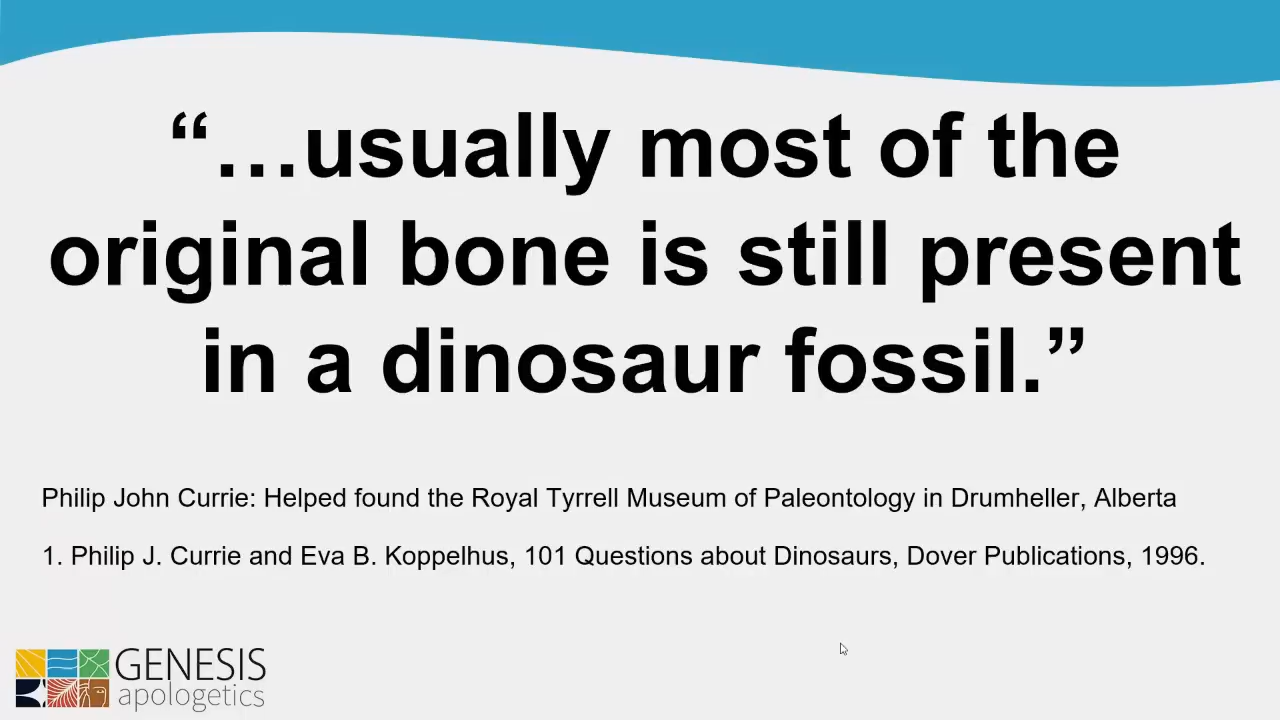 “…usually most of the
original bone is still present
in a dinosaur fossil.”
Philip John Currie: Helped found the Royal Tyrrell Museum of Paleontology in Drumheller, Alberta
1. Philip J. Currie and Eva B. Koppelhus, 101 Questions about Dinosaurs, Dover Publications, 1996.
GENESIS
apologetics